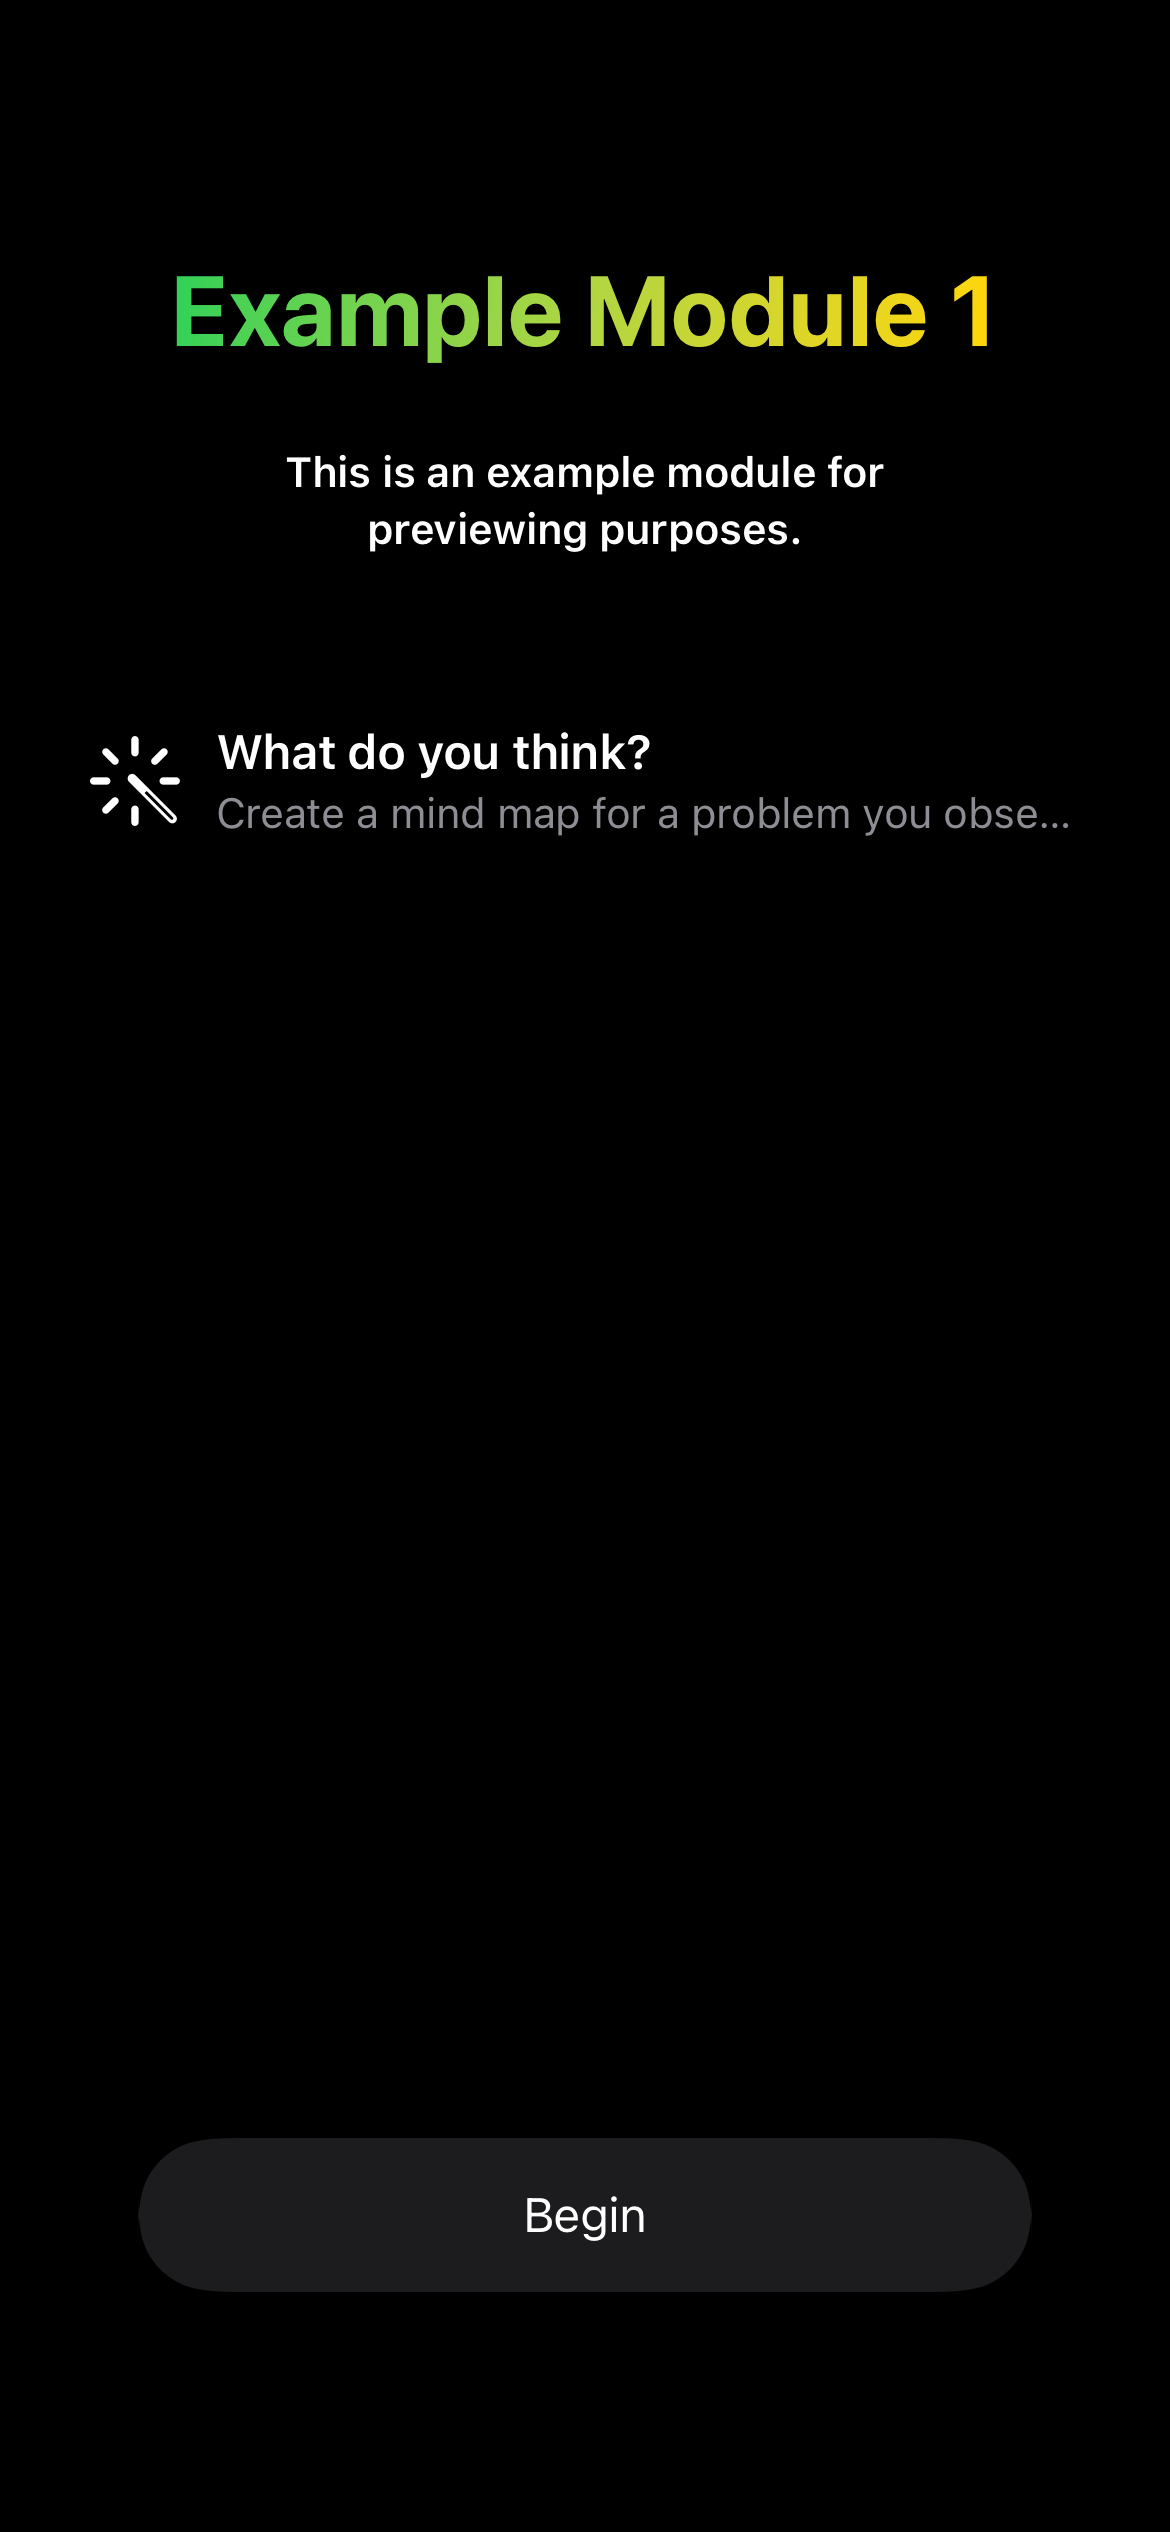 Example Module 1
This is an example module for
previewing purposes.
What do you think?
Create a mind map for a problem you obse...
Begin